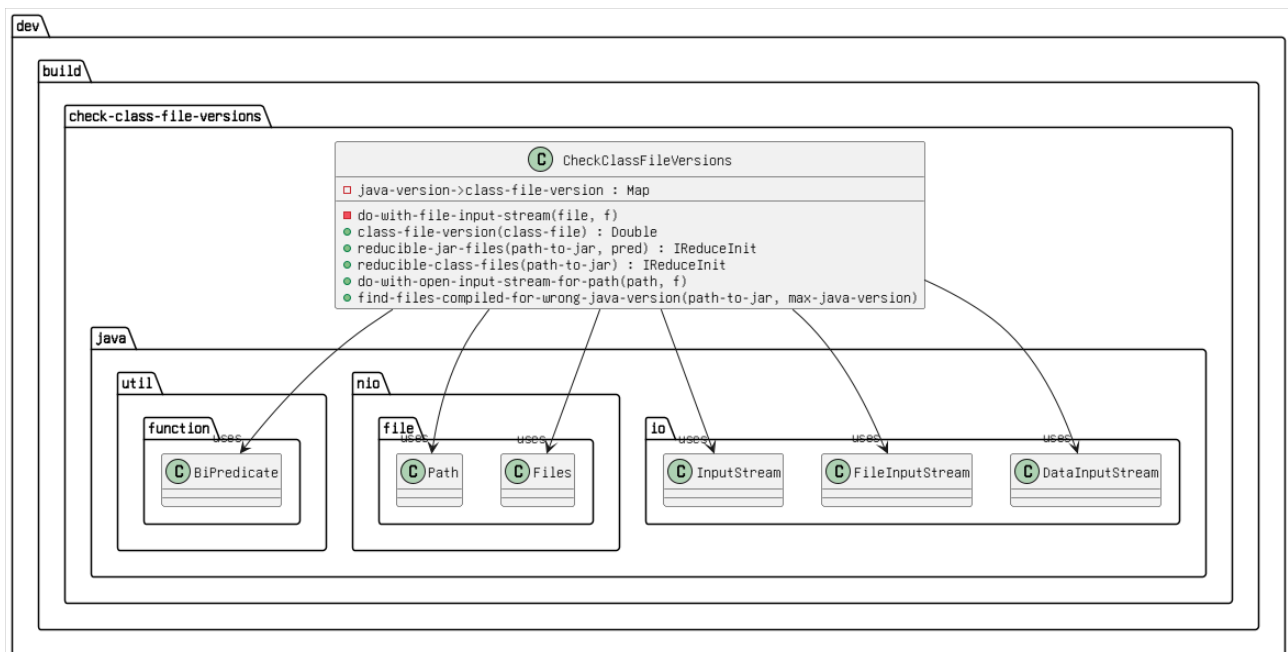 dev
build
check-class-file-versions
C CheckClassFileVersions
java-version->class-file-version : Map
do-with-file-input-stream(file, f)
class-file-version(class-file) : Double
reducible-jar-files(path-to-jar, pred) : IReduceInit
reducible-class-files(path-to-jar) : IReduceInit
do-with-open-input-stream-for-path(path, f)
find-files-compiled-for-wrong-java-version(path-to-jar, max-java-version)
java
util
nio
function
file
io
uses
uses
uses
uses
uses
uses
C BiPredicate
C Path
C Files
C InputStream
C FileInputStream
C DataInputStream